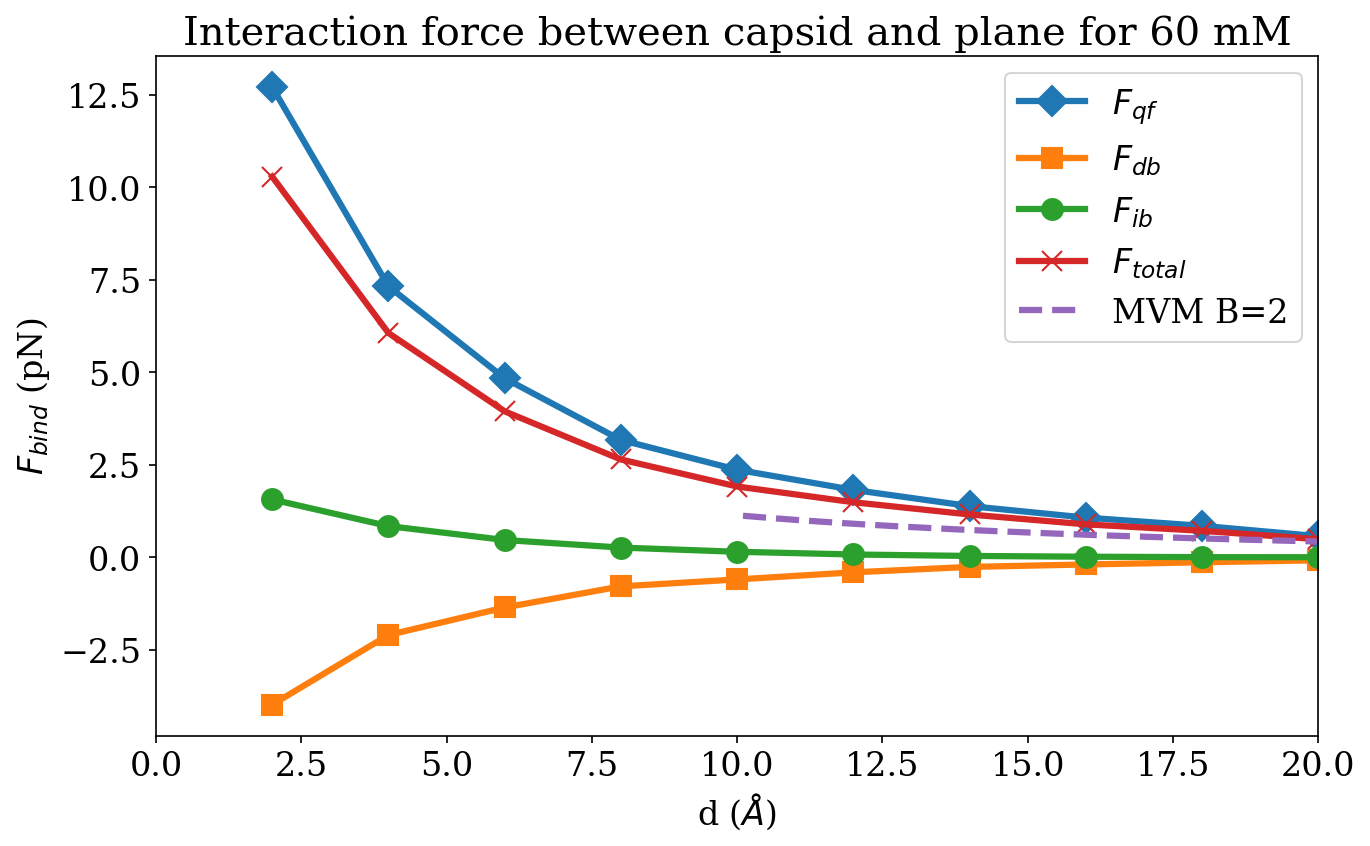 Interaction force between capsid and plane for 60 mM
12.5
10.0
7.5
5.0
2.5
0.0
−2.5
F_bind (pN)
F_qf
F_db
F_ib
F_total
MVM B=2
0.0 2.5 5.0 7.5 10.0 12.5 15.0 17.5 20.0
d (Å)